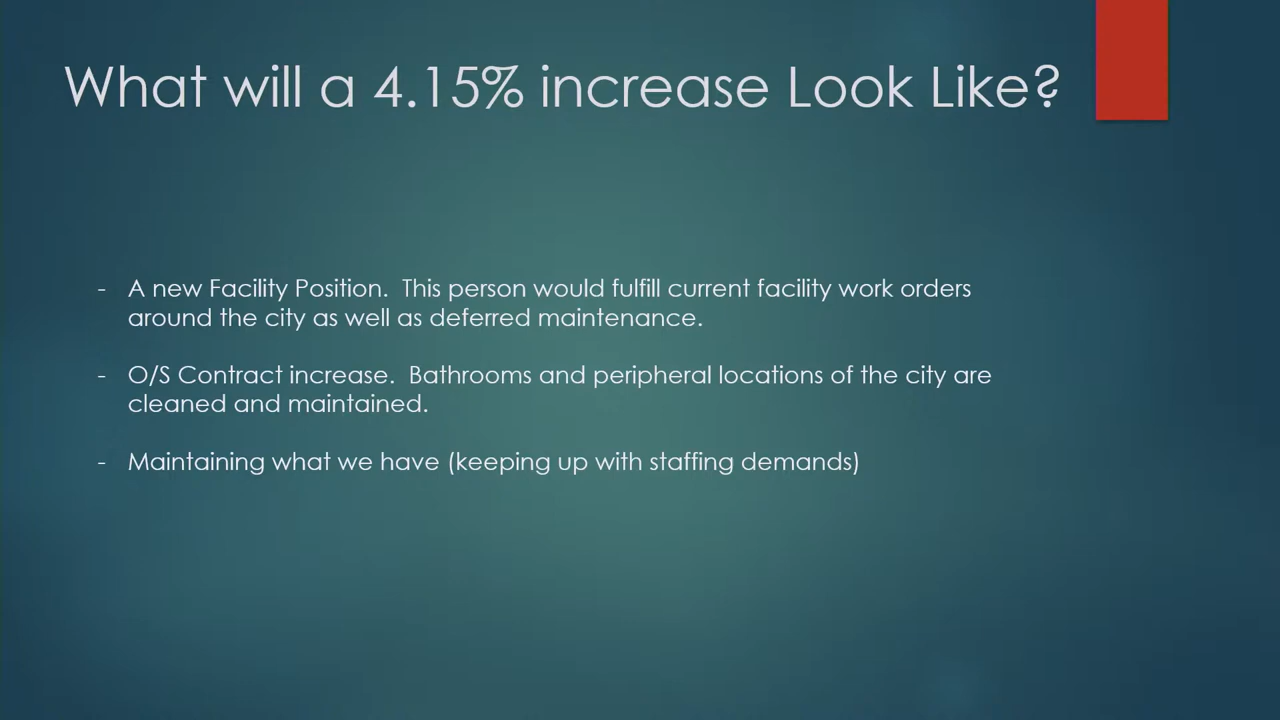 What will a 4.15% increase Look Like?
- A new Facility Position.  This person would fulfill current facility work orders
around the city as well as deferred maintenance.
- O/S Contract increase.  Bathrooms and peripheral locations of the city are
cleaned and maintained.
- Maintaining what we have (keeping up with staffing demands)